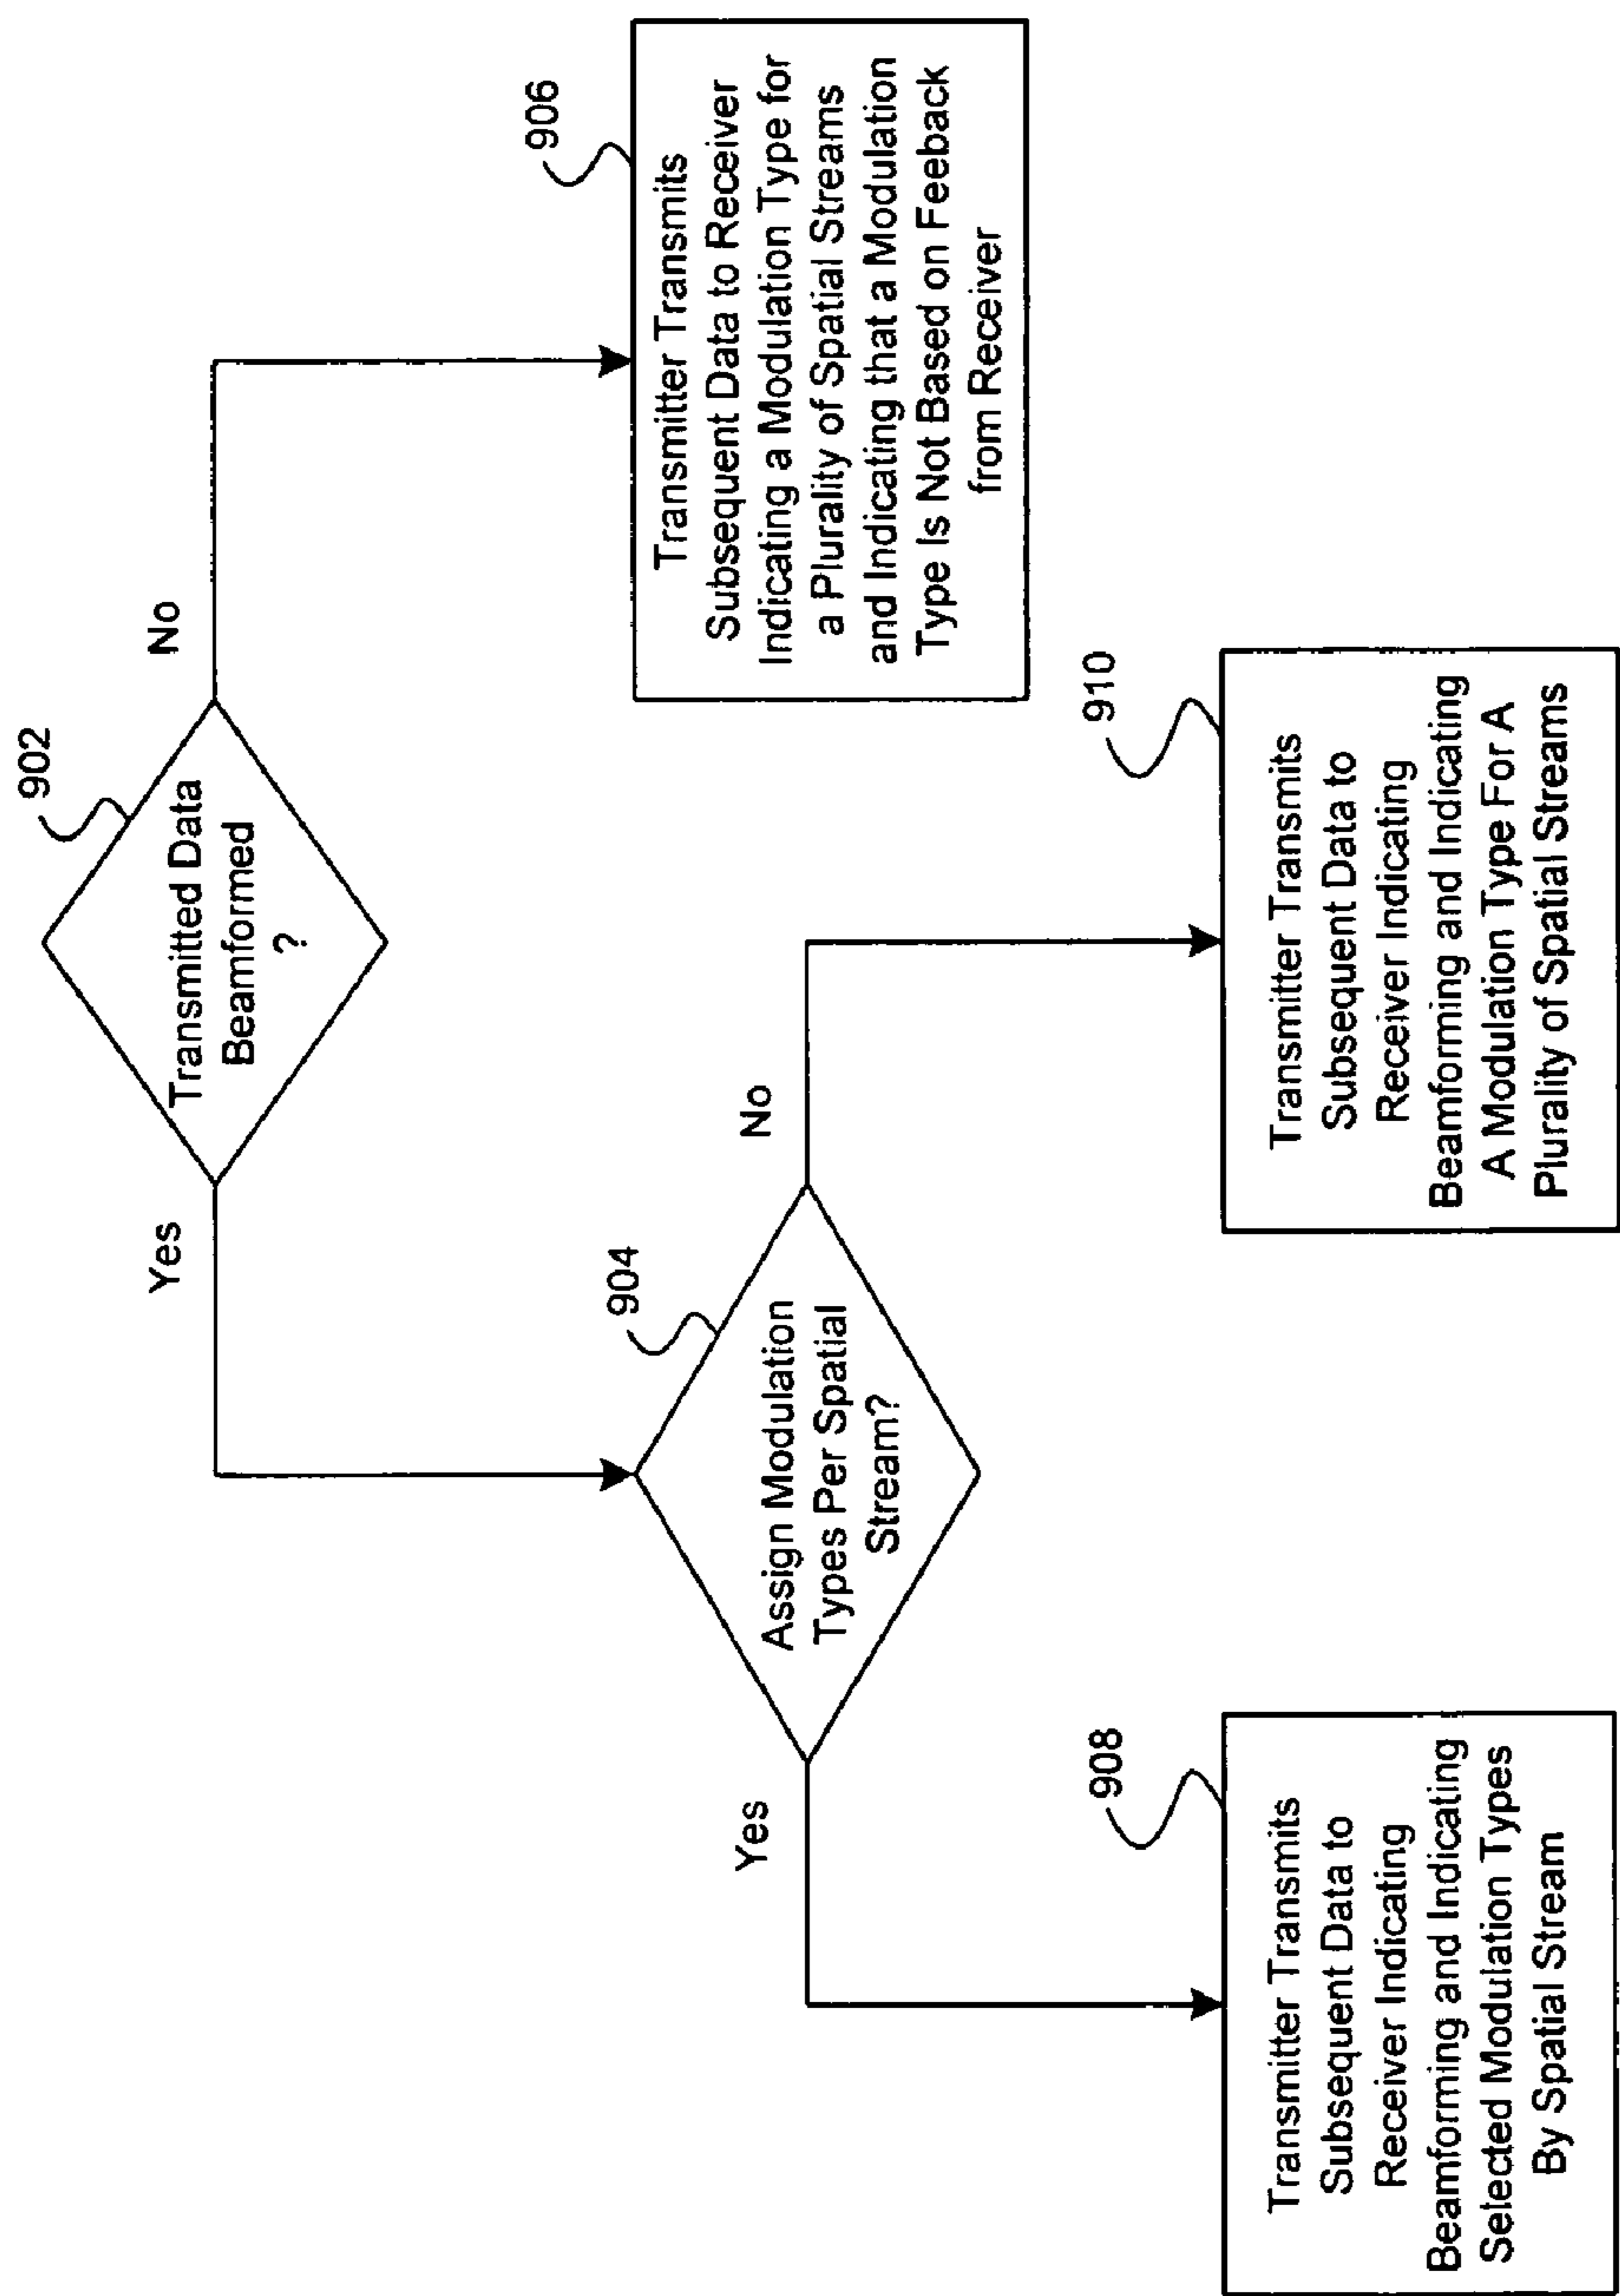 902
Transmitted Data
Beamformed
?
Yes
No
904
Assign Modulation
Types Per Spatial
Stream?
Yes
No
906
Transmitter Transmits
Subsequent Data to Receiver
Indicating a Modulation Type for
a Plurality of Spatial Streams
and Indicating that a Modulation
Type Is Not Based on Feeback
from Receiver
908
Transmitter Transmits
Subsequent Data to
Receiver Indicating
Beamforming and Indicating
Selected Modulation Types
By Spatial Stream
910
Transmitter Transmits
Subsequent Data to
Receiver Indicating
Beamforming and Indicating
A Modulation Type For A
Plurality of Spatial Streams